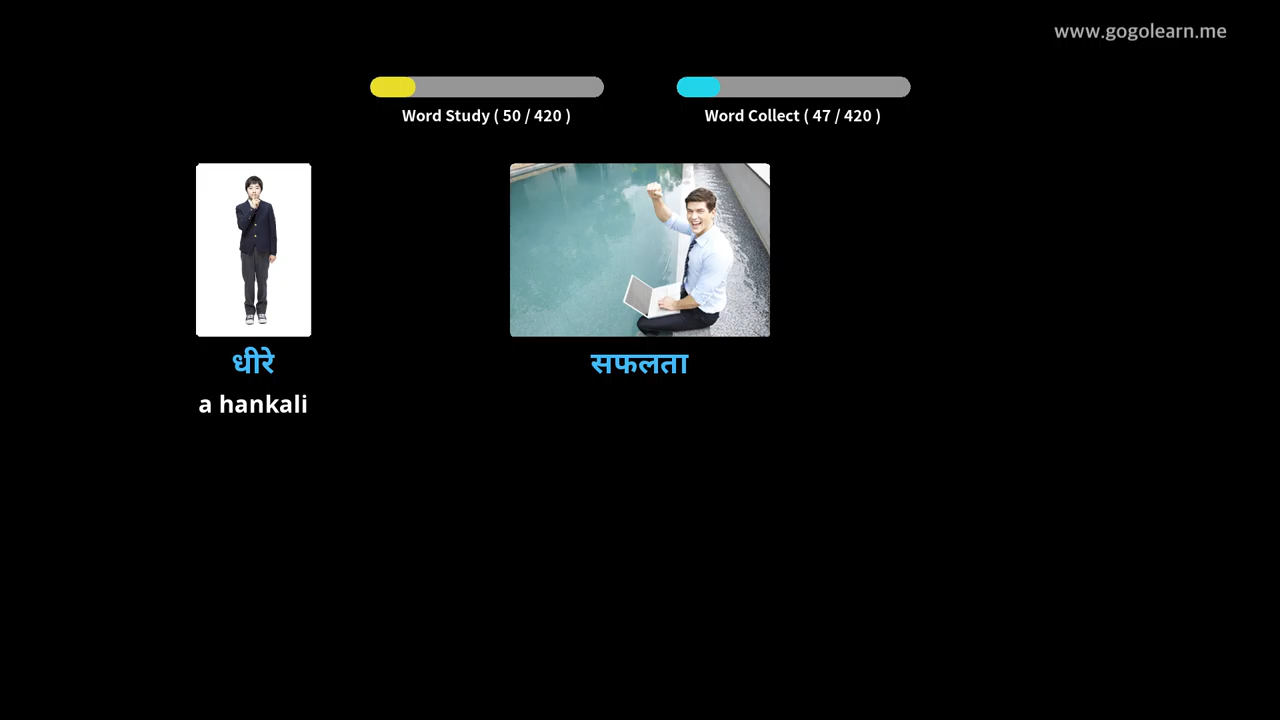 www.gogolearn.me
Word Study ( 50 / 420 )
Word Collect ( 47 / 420 )
धीरे
a hankali
सफलता